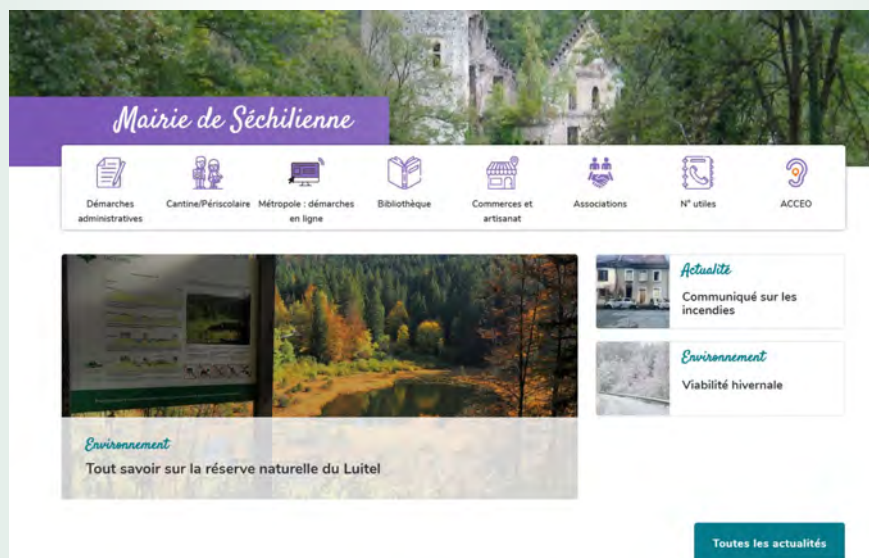 Mairie de Séchilienne
Démarches
administratives
Cantine/Périscolaire
Métropole : démarches
en ligne
Bibliothèque
Commerces et
artisanat
Associations
N° utiles
ACCEO
Environnement
Tout savoir sur la réserve naturelle du Luitel
Actualité
Communiqué sur les
incendies
Environnement
Viabilité hivernale
Toutes les actualités